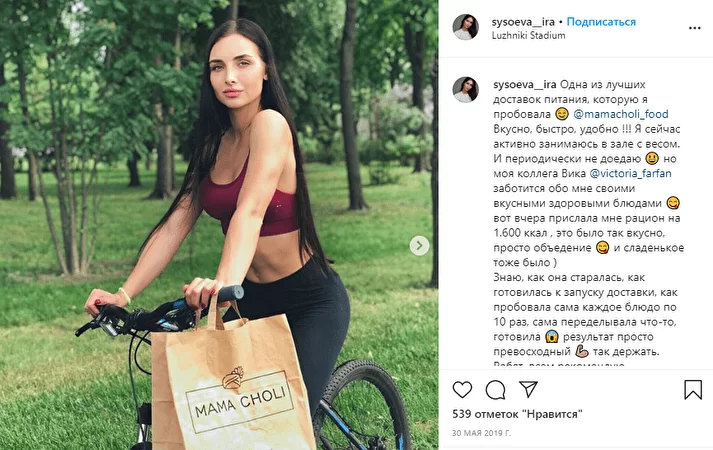 sysoeva__ira • Подписаться
Luzhniki Stadium
sysoeva__ira Одна из лучших
доставок питания, которую я
пробовала 😊 @mamacholi_food
Вкусно, быстро, удобно !!! Я сейчас
активно занимаюсь в зале с весом.
И периодически не доедаю 😆 но
моя коллега Вика @victoria_farfan
заботится обо мне своими
вкусными здоровыми блюдами 😋
вот вчера прислала мне рацион на
1.600 ккал , это было так вкусно,
просто объедение 😋 и сладенькое
тоже было )
Знаю, как она старалась, как
готовилась к запуску доставки, как
пробовала сама каждое блюдо по
10 раз, сама переделывала что-то,
готовила 😱 результат просто
превосходный 💪 так держать.
MAMA CHOLI
539 отметок "Нравится"
30 МАЯ 2019 Г.